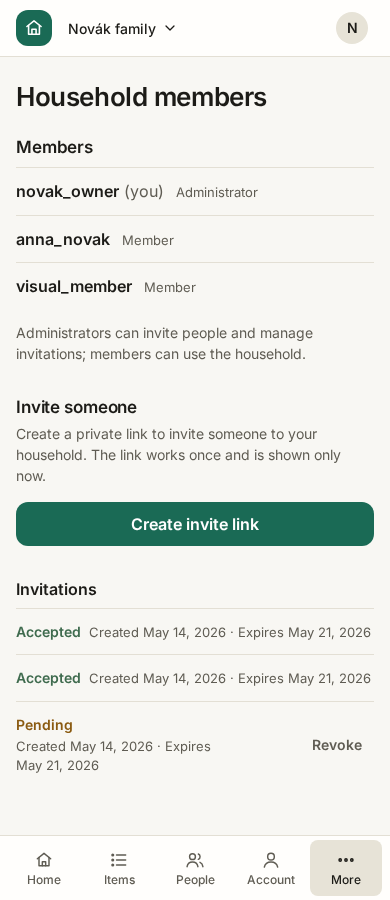 Novák family
N
Household members
Members
novak_owner (you) Administrator
anna_novak Member
visual_member Member
Administrators can invite people and manage
invitations; members can use the household.
Invite someone
Create a private link to invite someone to your
household. The link works once and is shown only
now.
Create invite link
Invitations
Accepted Created May 14, 2026 · Expires May 21, 2026
Accepted Created May 14, 2026 · Expires May 21, 2026
Pending
Created May 14, 2026 · Expires
May 21, 2026
Revoke
Home Items People Account More